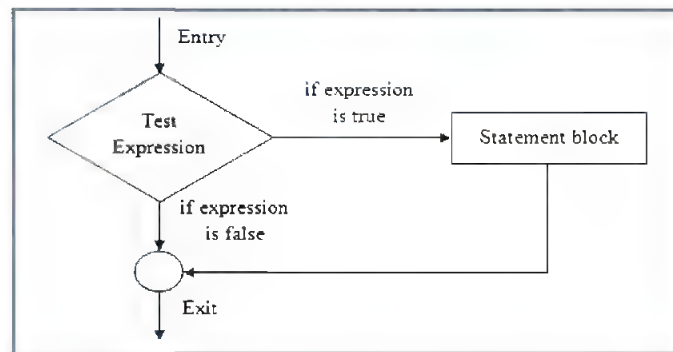 Entry
if expression
is true
Test
Expression
Statement block
if expression
is false
Exit